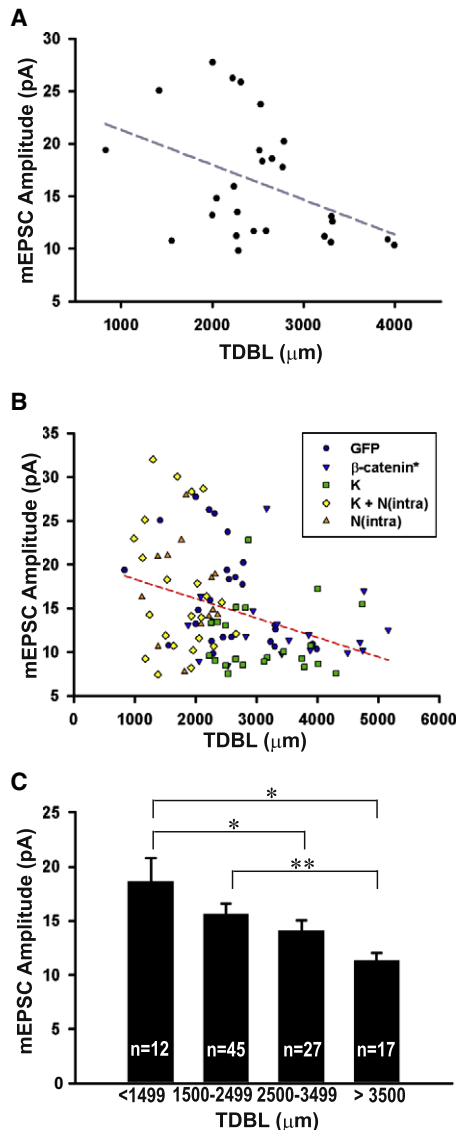 A
mEPSC Amplitude (pA)
30
25
20
15
10
5
1000 2000 3000 4000
TDBL (μm)
B
mEPSC Amplitude (pA)
35
30
25
20
15
10
5
GFP
β-catenin*
K
K + N(intra)
N(intra)
0 1000 2000 3000 4000 5000 6000
TDBL (μm)
C
mEPSC Amplitude (pA)
25
20
15
10
5
0
*
*
**
n=12 n=45 n=27 n=17
<1499 1500-2499 2500-3499 > 3500
TDBL (μm)